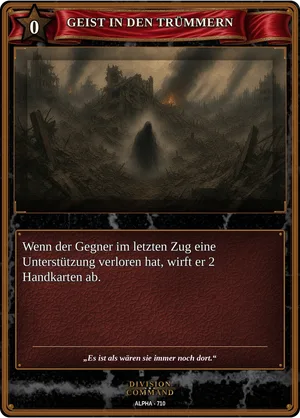 0
GEIST IN DEN TRÜMMERN
Wenn der Gegner im letzten Zug eine
Unterstützung verloren hat, wirft er 2
Handkarten ab.
„Es ist als wären sie immer noch dort.“
DIVISION
COMMAND
ALPHA - 710